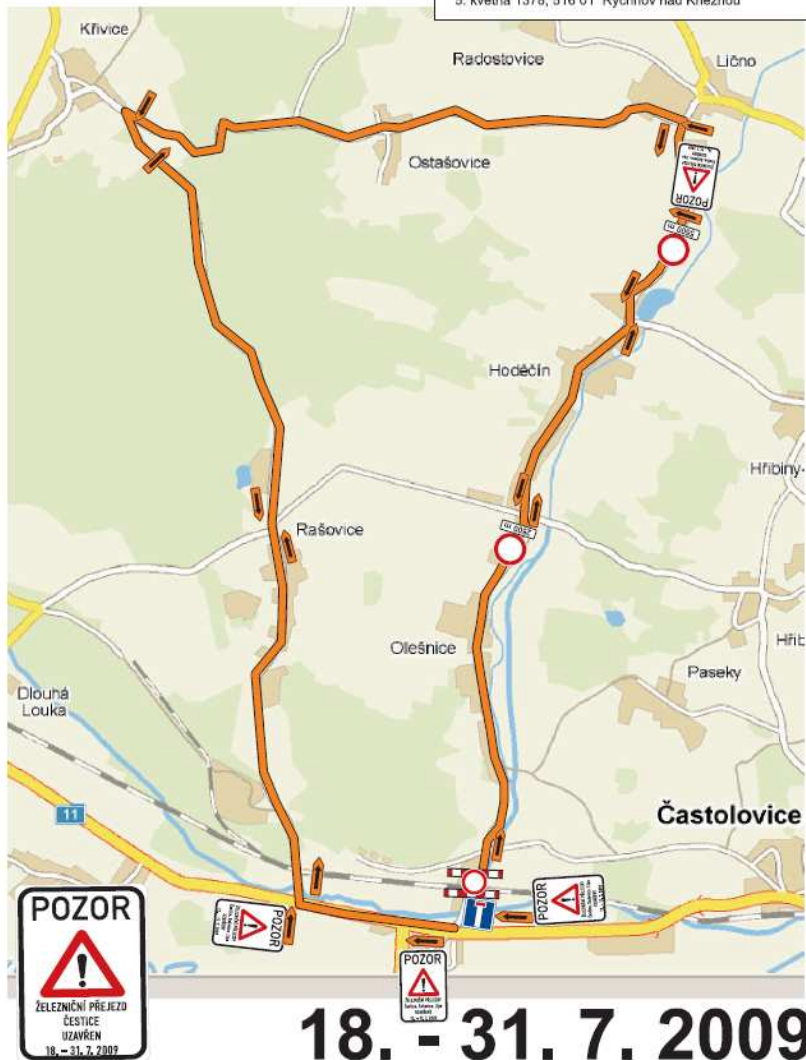 5. května 1378, 516 01 Rychnov nad Kněžnou
Křivice
Radostovice
Lično
Ostašovice
POZOR
5500 m
Hoděčín
Hřibiny-
Rašovice
2500 m
Olešnice
Hřib
Paseky
Dlouhá
Louka
11
Častolovice
POZOR
POZOR
POZOR
POZOR
ŽELEZNIČNÍ PŘEJEZD
ČESTICE
UZAVŘEN
18. – 31. 7. 2009
18. - 31. 7. 2009